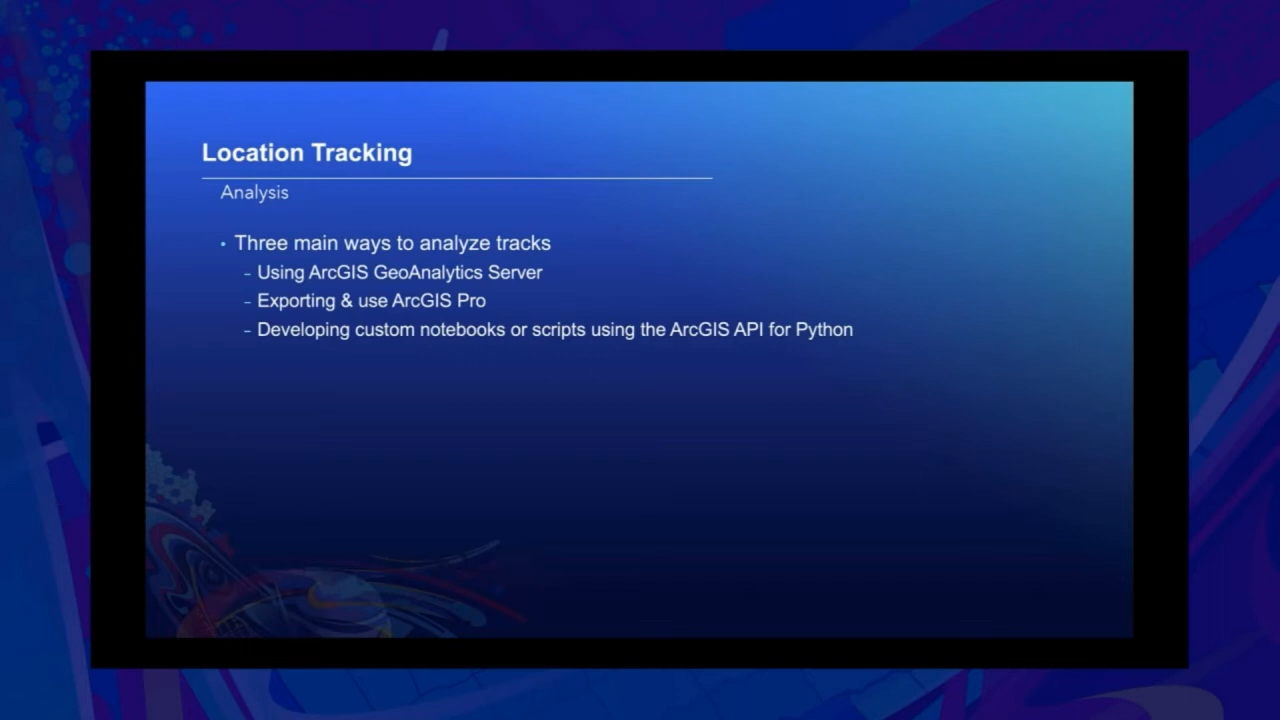 Location Tracking
Analysis
• Three main ways to analyze tracks
– Using ArcGIS GeoAnalytics Server
– Exporting & use ArcGIS Pro
– Developing custom notebooks or scripts using the ArcGIS API for Python